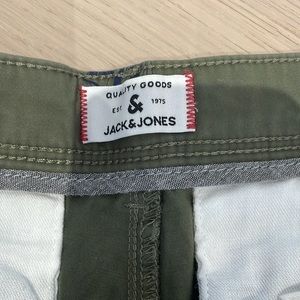 QUALITY GOODS
EST. & 1975
JACK&JONES